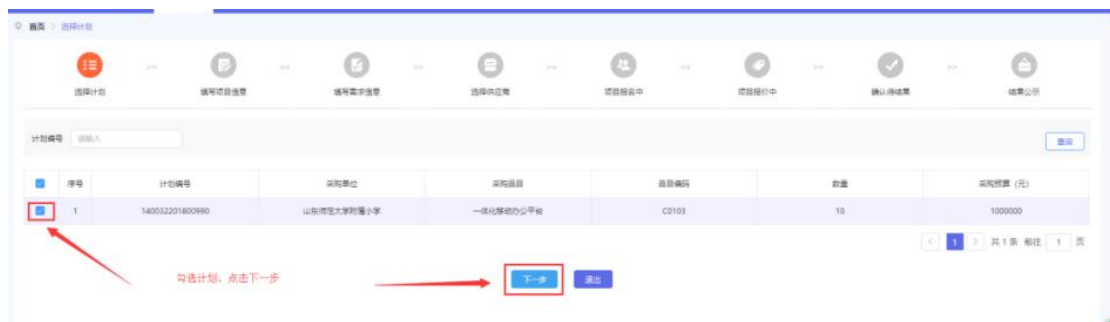 首页 > 选择计划
选择计划 >> 填写项目信息 >> 填写需求信息 >> 选择供应商 >> 项目报名中 >> 项目报价中 >> 确认待结果 >> 结果公示
计划编号 请输入 查询
序号 计划编号 采购单位 采购品目 品目编码 数量 采购预算（元）
1 140032201800990 山东师范大学附属小学 一体化移动办公平台 C0103 10 1000000
< 1 > 共 1 条 前往 1 页
勾选计划，点击下一步
下一步 退出